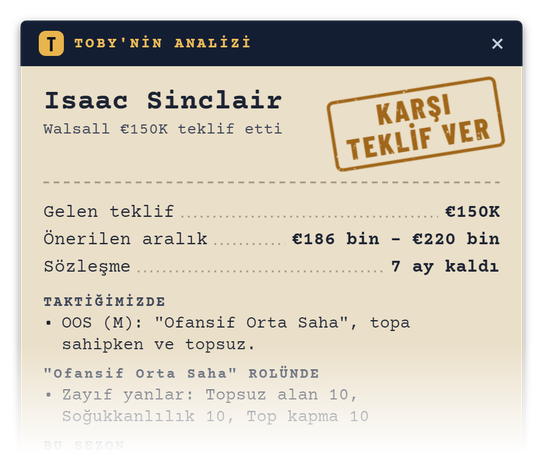 T TOBY'NİN ANALİZİ ×
Isaac Sinclair
Walsall €150K teklif etti
KARŞI
TEKLİF VER
Gelen teklif €150K
Önerilen aralık €186 bin – €220 bin
Sözleşme 7 ay kaldı
TAKTİĞİMİZDE
• OOS (M): "Ofansif Orta Saha", topa
sahipken ve topsuz.
"Ofansif Orta Saha" ROLÜNDE
• Zayıf yanlar: Topsuz alan 10,
Soğukkanlılık 10, Top kapma 10
BU SEZON